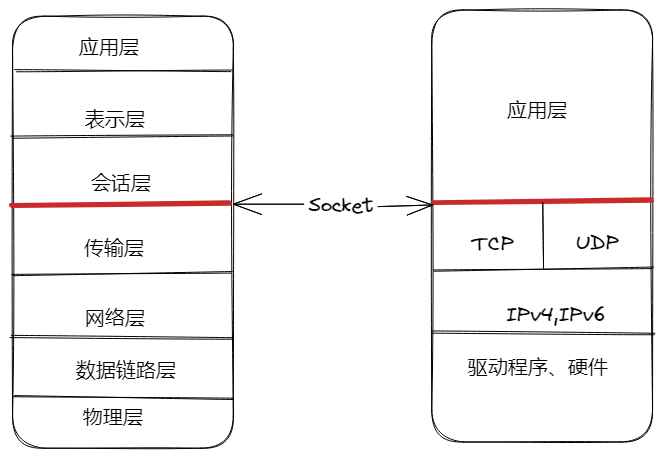 应用层
表示层
会话层
传输层
网络层
数据链路层
物理层
Socket
应用层
TCP
UDP
IPv4,IPv6
驱动程序、硬件